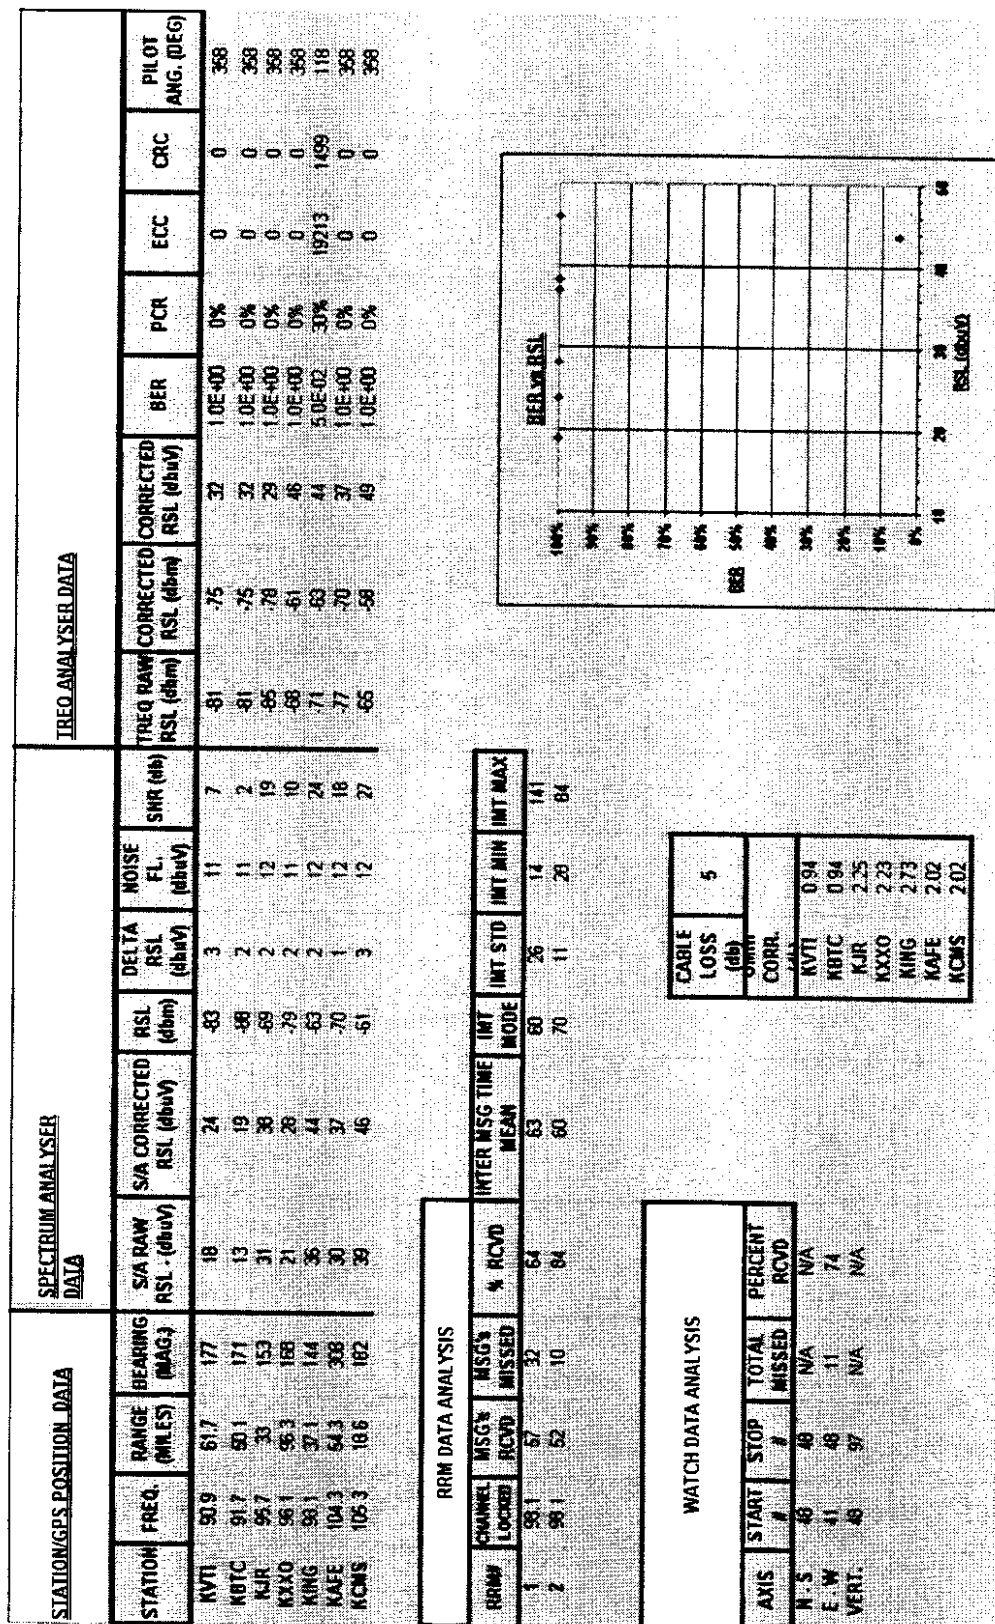 STATION/GPS POSITION DATA SPECTRUM ANALYSER DATA TREQ ANALYSER DATA
STATION FREQ. RANGE (MILES) BEARING (MAG.) S/A RAW RSL - (dbuV) S/A CORRECTED RSL (dbuV) RSL (dbm) DELTA RSL (dbuV) NOISE FL. (dbuV) SNR (db) TREQ RAW RSL (dbm) CORRECTED RSL (dbm) CORRECTED RSL (dbuV) BER PCR ECC CRC PILOT ANG. (DEG)
KVTI 90.9 61.7 177 18 24 -83 3 11 7 -81 -75 32 1.0E+00 0% 0 0 358
KBTC 91.7 50.1 171 13 19 -88 2 11 2 -81 -75 32 1.0E+00 0% 0 0 358
KJR 95.7 33 153 31 38 -69 2 12 19 -85 -78 29 1.0E+00 0% 0 0 358
KXXO 96.1 96.3 168 21 28 -79 2 11 10 -68 -61 46 1.0E+00 0% 0 0 358
KING 98.1 37.1 144 36 44 -63 2 12 24 -71 -63 44 5.0E-02 30% 19213 1499 118
KAFE 104.3 54.3 308 30 37 -70 1 12 18 -77 -70 37 1.0E+00 0% 0 0 358
KCMS 105.3 18.6 182 39 46 -61 3 12 27 -65 -58 49 1.0E+00 0% 0 0 358
RRM DATA ANALYSIS
RRM# CHANNEL LOCKED MSG's RCVD MSG's MISSED % RCVD INTER MSG TIME MEAN IMT MODE IMT STD IMT MIN IMT MAX
1 98.1 57 32 64 63 60 26 14 141
2 98.1 52 10 84 60 70 11 28 84
WATCH DATA ANALYSIS
AXIS START # STOP # TOTAL MISSED PERCENT RCVD
N - S 48 48 N/A N/A
E - W 41 48 11 74
VERT. 49 97 N/A N/A
CABLE LOSS (db) 5
CORR.
KVTI 0.94
KBTC 0.94
KJR 2.25
KXXO 2.23
KING 2.73
KAFE 2.02
KCMS 2.02
BER vs RSL
BER
100%
90%
80%
70%
60%
50%
40%
30%
20%
10%
0%
10 20 30 40 50
RSL (dbuV)